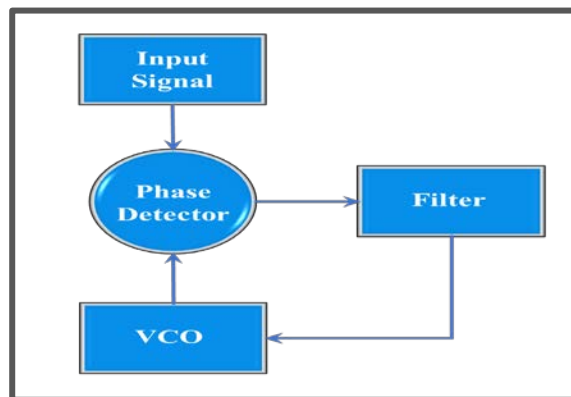 Input
Signal
Phase
Detector
Filter
VCO